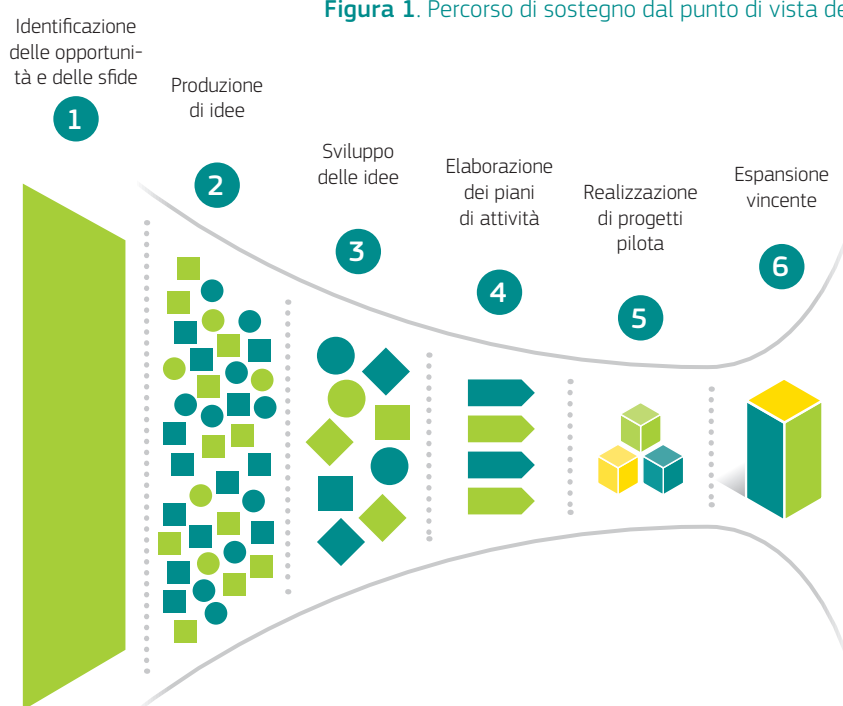 Figura 1. Percorso di sostegno dal punto di vista
Identificazione
delle opportuni-
tà e delle sfide
1
Produzione
di idee
2
Sviluppo
delle idee
3
Elaborazione
dei piani
di attività
4
Realizzazione
di progetti
pilota
5
Espansione
vincente
6